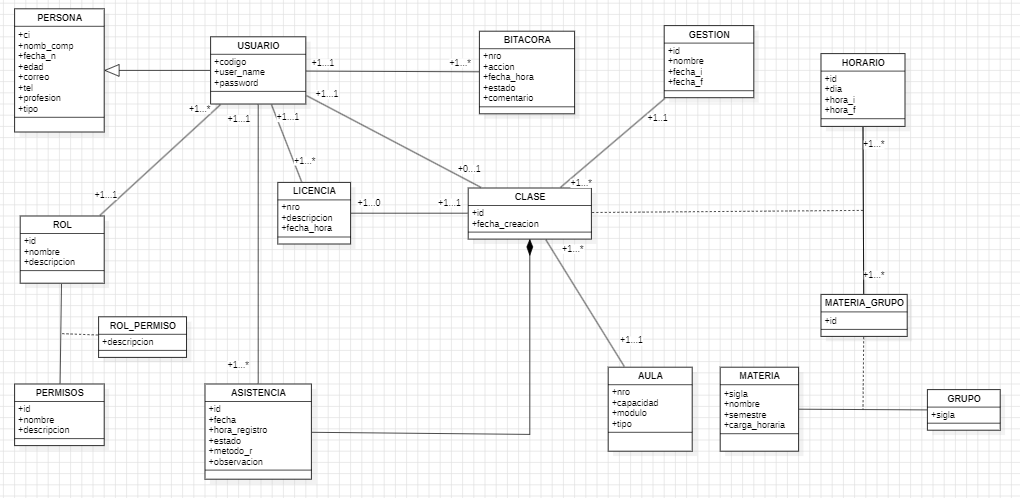 PERSONA
+ci
+nomb_comp
+fecha_n
+edad
+correo
+tel
+profesion
+tipo
USUARIO
+codigo
+user_name
+password
+1...1
+1...*
BITACORA
+nro
+accion
+fecha_hora
+estado
+comentario
GESTION
+id
+nombre
+fecha_i
+fecha_f
HORARIO
+id
+dia
+hora_i
+hora_f
+1...*
+1...1
+1...1
+1...1
+1..1
+1...*
+1...*
+0...1
+1...*
+1...1
LICENCIA
+nro
+descripcion
+fecha_hora
+1...0
+1...1
CLASE
+id
+fecha_creacion
ROL
+id
+nombre
+descripcion
+1...*
+1...*
MATERIA_GRUPO
+id
ROL_PERMISO
+descripcion
+1...1
+1...*
PERMISOS
+id
+nombre
+descripcion
ASISTENCIA
+id
+fecha
+hora_registro
+estado
+metodo_r
+observacion
AULA
+nro
+capacidad
+modulo
+tipo
MATERIA
+sigla
+nombre
+semestre
+carga_horaria
GRUPO
+sigla